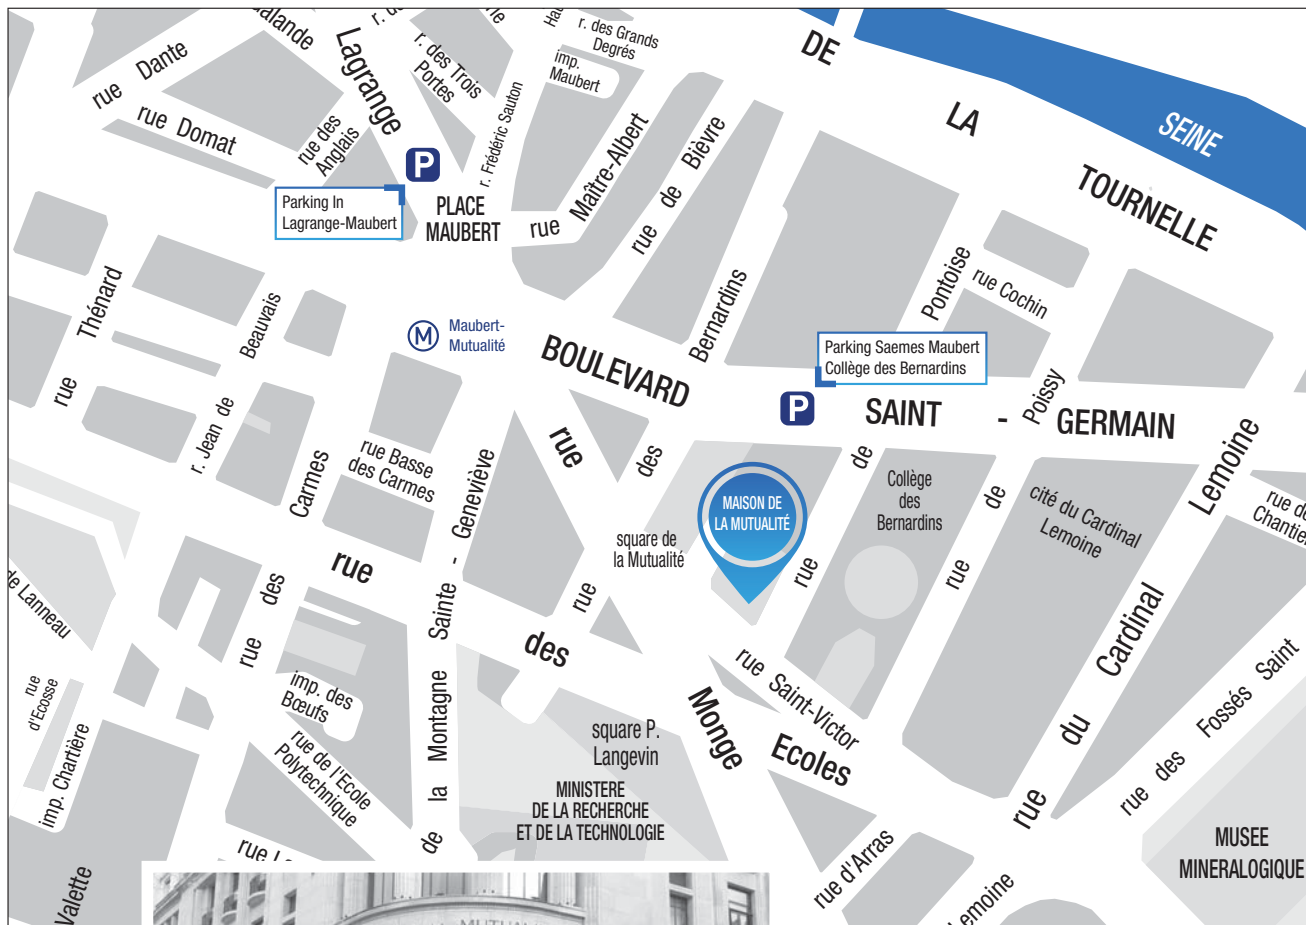 rue Dante
Lagrange
r. des Trois
Portes
r. des Grands
Degrés
imp.
Maubert
DE
LA
TOURNELLE
SEINE
rue Domat
rue des
Anglais
r. Frédéric Sauton
rue Maître-Albert
rue de Bièvre
P
Parking In
Lagrange-Maubert
PLACE
MAUBERT
rue Thénard
r. Jean de Beauvais
M
Maubert-
Mutualité
BOULEVARD
SAINT - GERMAIN
rue des Bernardins
rue de Pontoise
rue Cochin
rue de Poissy
Parking Saemes Maubert
Collège des Bernardins
P
rue des Carmes
rue Basse
des Carmes
rue Monge
MAISON DE
LA MUTUALITÉ
square de
la Mutualité
Collège
des
Bernardins
cité du Cardinal
Lemoine
rue du Cardinal Lemoine
rue de
rue des Ecoles
de la Montagne Sainte - Geneviève
de Lanneau
rue
d'Ecosse
imp. Chartière
imp. des
Bœufs
rue de l'Ecole
Polytechnique
rue Saint-Victor
square P.
Langevin
MINISTERE
DE LA RECHERCHE
ET DE LA TECHNOLOGIE
rue des Fossés Saint
rue d'Arras
Lemoine
MUSEE
MINERALOGIQUE
Valette
rue